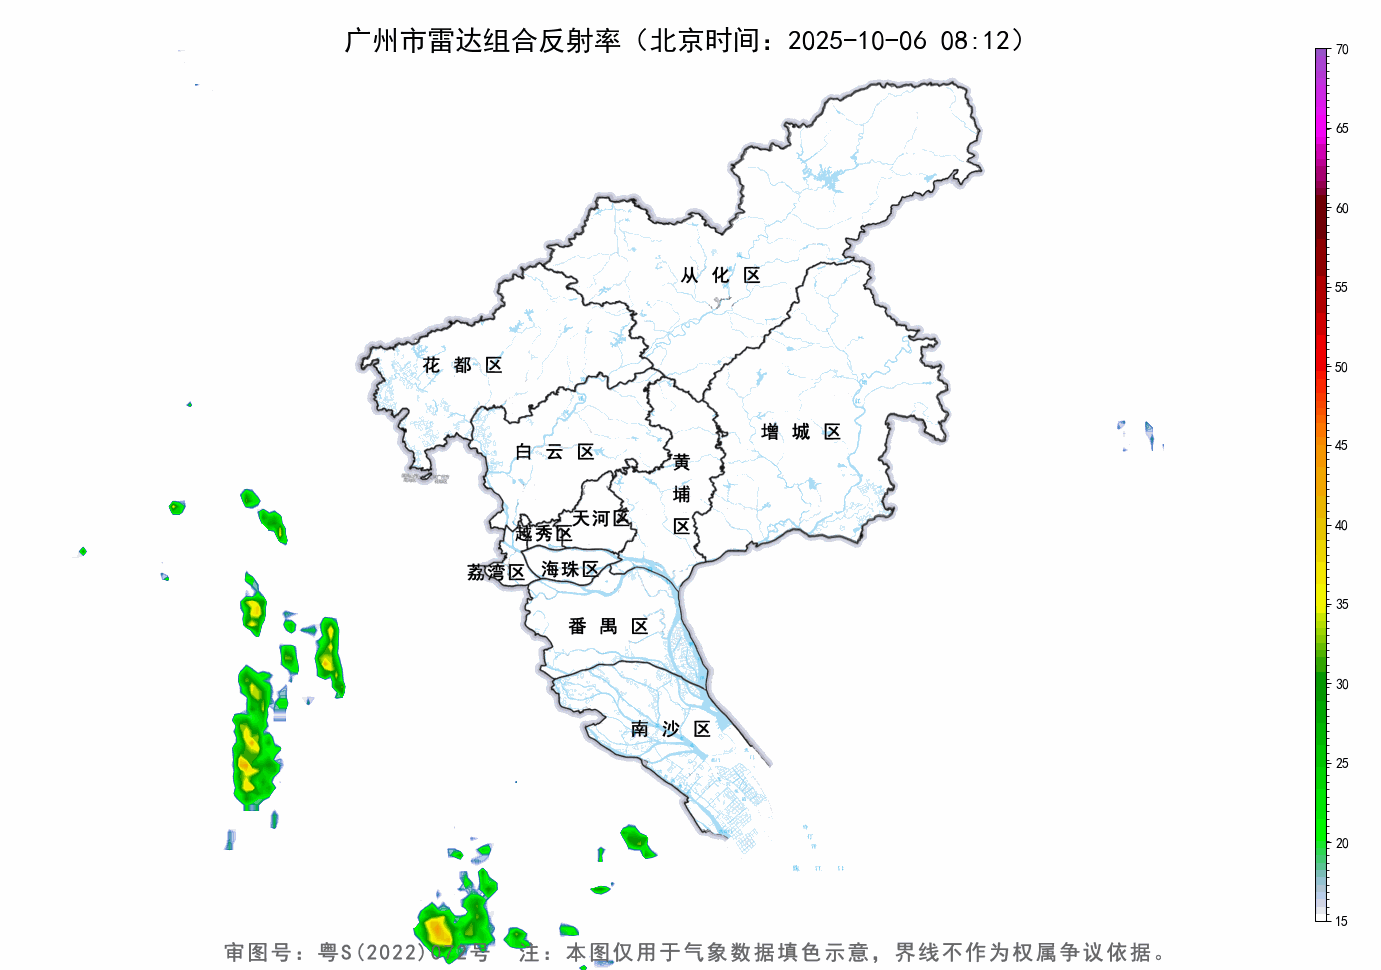 广州市雷达组合反射率（北京时间：2025-10-06 08:12）
70
65
60
55
50
45
40
35
30
25
20
15
从化区
花都区
增城区
白云区
黄埔区
天河区
越秀区
荔湾区
海珠区
番禺区
南沙区
审图号：粤S(2022)072号 注：本图仅用于气象数据填色示意，界线不作为权属争议依据。